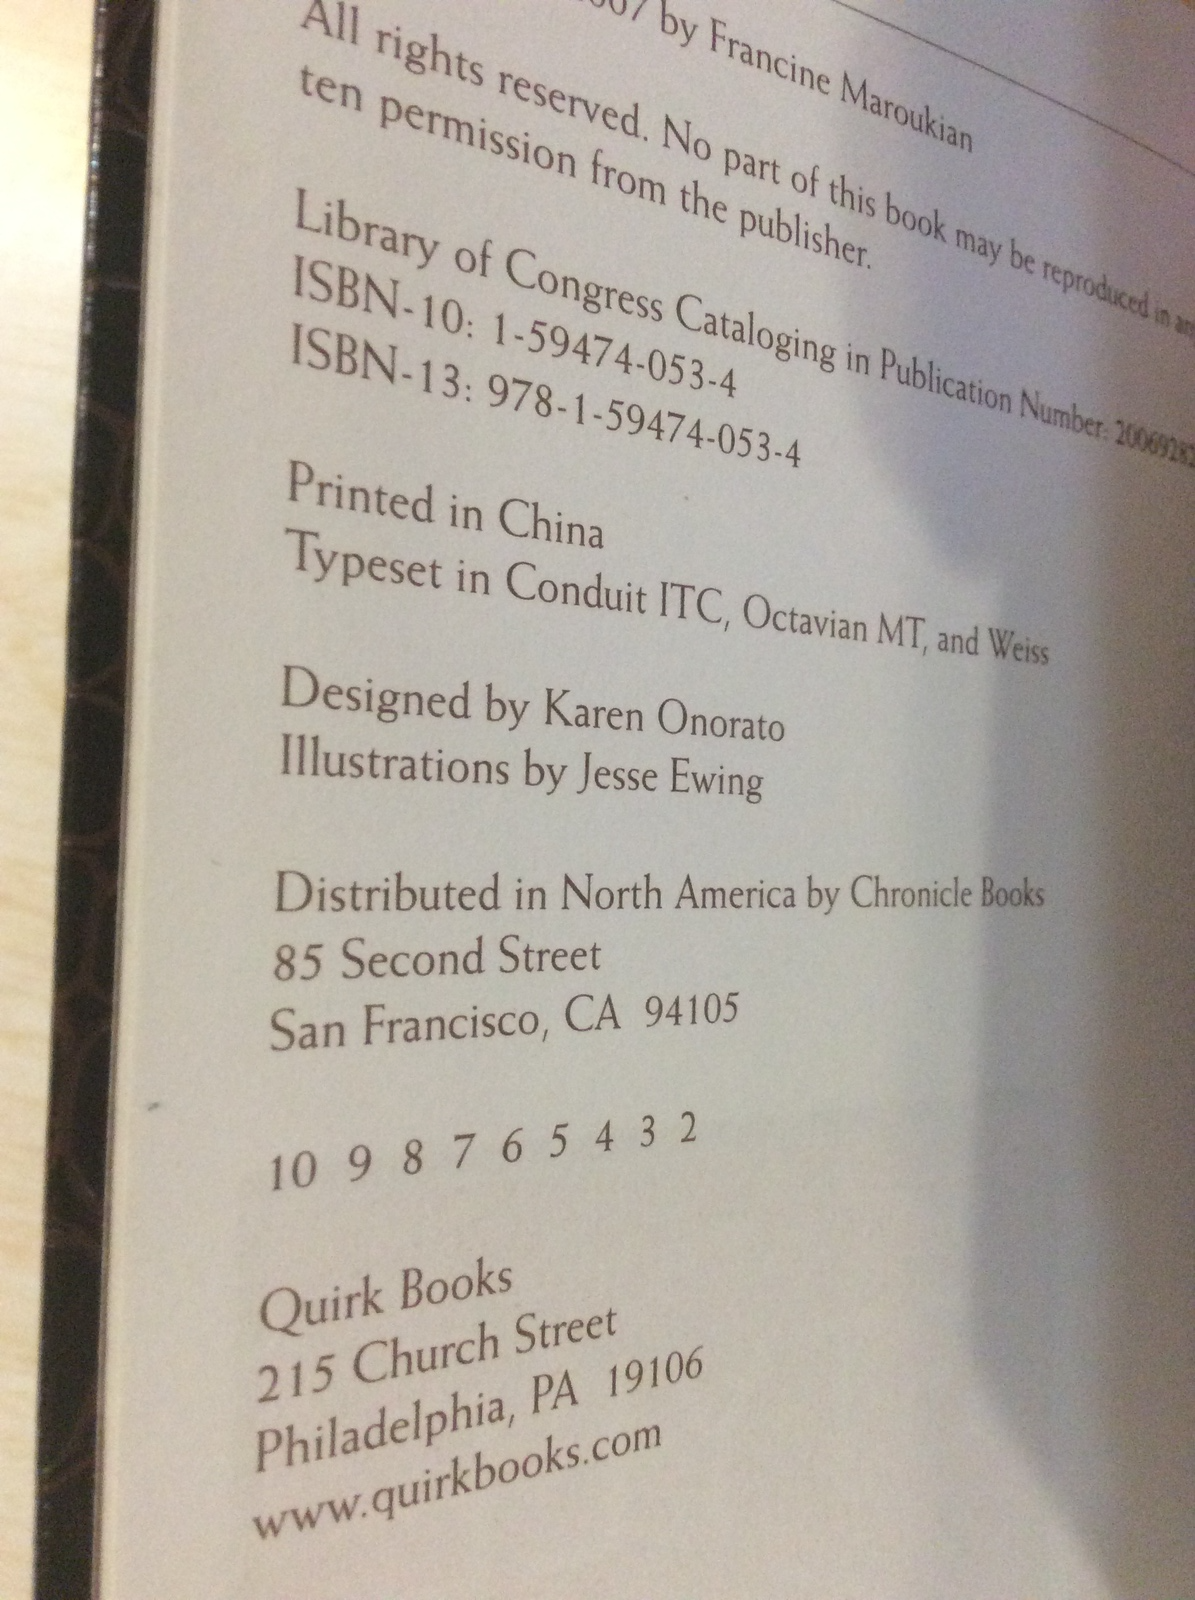 by Francine Maroukian
All rights reserved. No part of this book may be reproduced in
ten permission from the publisher.
Library of Congress Cataloging in Publication Number:
ISBN-10: 1-59474-053-4
ISBN-13: 978-1-59474-053-4
Printed in China
Typeset in Conduit ITC, Octavian MT, and Weiss
Designed by Karen Onorato
Illustrations by Jesse Ewing
Distributed in North America by Chronicle Books
85 Second Street
San Francisco, CA 94105
10 9 8 7 6 5 4 3 2
Quirk Books
215 Church Street
Philadelphia, PA 19106
www.quirkbooks.com